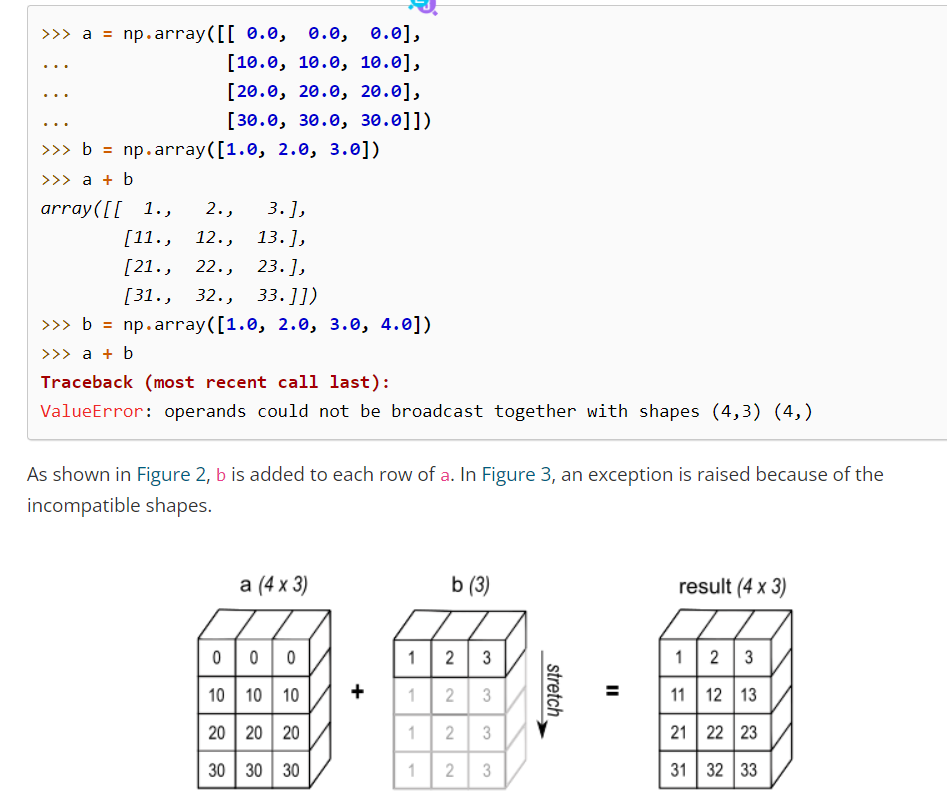 >>> a = np.array([[ 0.0,  0.0,  0.0],
...               [10.0, 10.0, 10.0],
...               [20.0, 20.0, 20.0],
...               [30.0, 30.0, 30.0]])
>>> b = np.array([1.0, 2.0, 3.0])
>>> a + b
array([[  1.,   2.,   3.],
        [11.,  12.,  13.],
        [21.,  22.,  23.],
        [31.,  32.,  33.]])
>>> b = np.array([1.0, 2.0, 3.0, 4.0])
>>> a + b
Traceback (most recent call last):
ValueError: operands could not be broadcast together with shapes (4,3) (4,)
As shown in Figure 2, b is added to each row of a. In Figure 3, an exception is raised because of the
incompatible shapes.
a (4 x 3) b (3) result (4 x 3)
0 0 0 1 2 3 1 2 3
10 10 10 + 1 2 3 stretch = 11 12 13
20 20 20 1 2 3 21 22 23
30 30 30 1 2 3 31 32 33